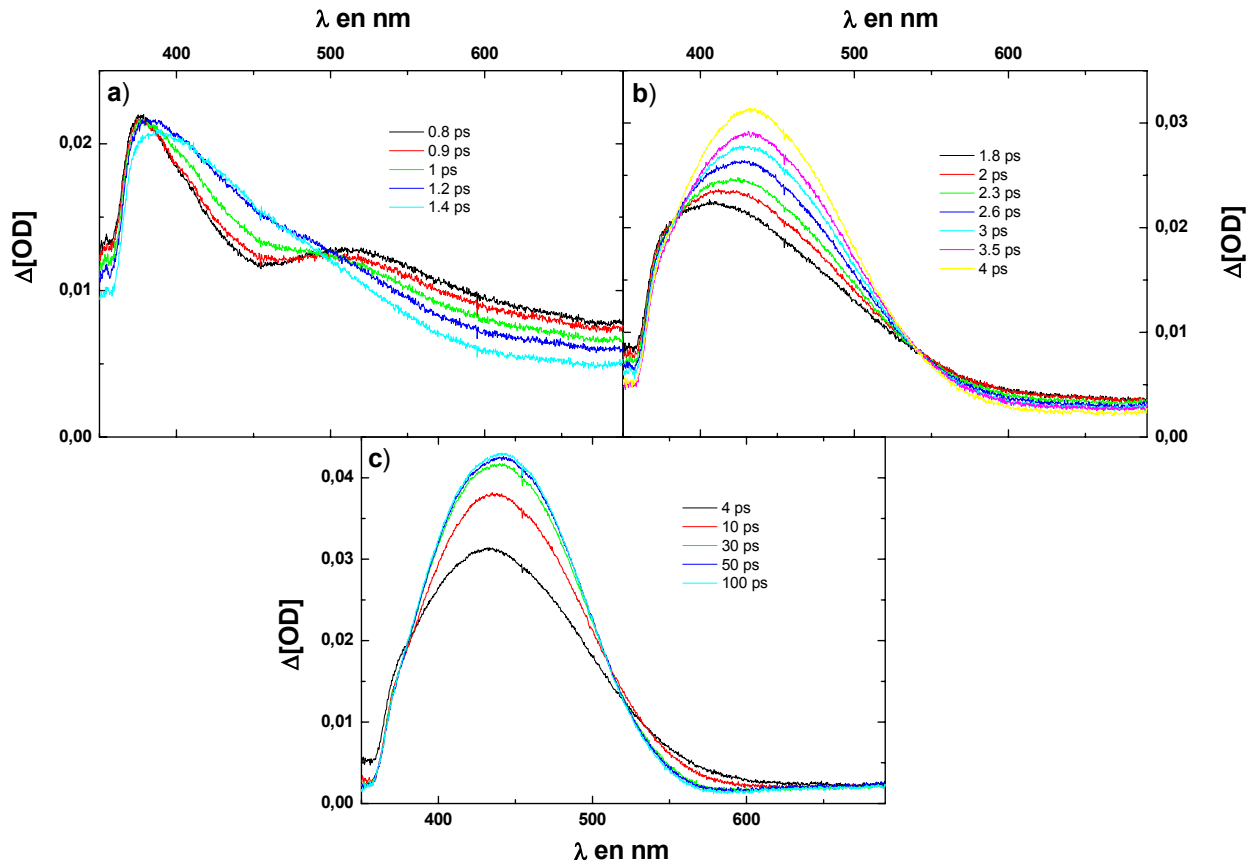 λ en nm
λ en nm
400 500 600
400 500 600
a)
0.8 ps
0.9 ps
1 ps
1.2 ps
1.4 ps
0,02
0,01
0,00
Δ[OD]
b)
1.8 ps
2 ps
2.3 ps
2.6 ps
3 ps
3.5 ps
4 ps
0,03
0,02
0,01
0,00
Δ[OD]
c)
4 ps
10 ps
30 ps
50 ps
100 ps
0,04
0,03
0,02
0,01
0,00
Δ[OD]
400 500 600
λ en nm